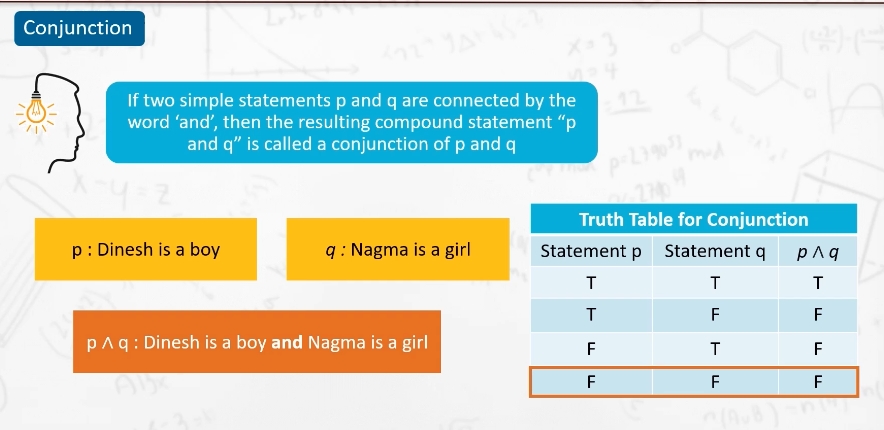 Conjunction
If two simple statements p and q are connected by the
word ‘and’, then the resulting compound statement “p
and q” is called a conjunction of p and q
p : Dinesh is a boy
q : Nagma is a girl
p ∧ q : Dinesh is a boy and Nagma is a girl
Truth Table for Conjunction
Statement p Statement q p ∧ q
T T T
T F F
F T F
F F F